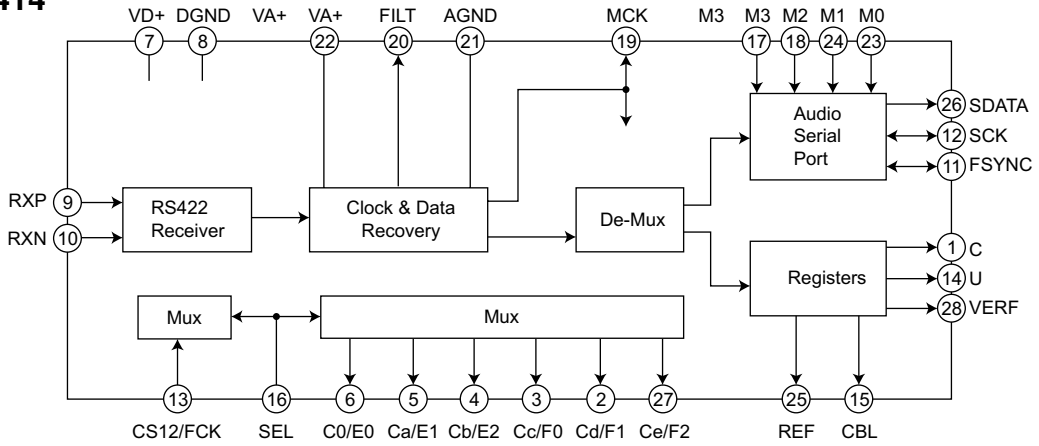 VD+ DGND VA+ VA+ FILT AGND MCK M3 M3 M2 M1 M0
7 8 22 20 21 19 17 18 24 23
Audio
Serial
Port
26 SDATA
12 SCK
11 FSYNC
RXP 9
RXN 10
RS422
Receiver
Clock & Data
Recovery
De-Mux
Registers
1 C
14 U
28 VERF
Mux
Mux
13 16 6 5 4 3 2 27 25 15
CS12/FCK SEL C0/E0 Ca/E1 Cb/E2 Cc/F0 Cd/F1 Ce/F2 REF CBL